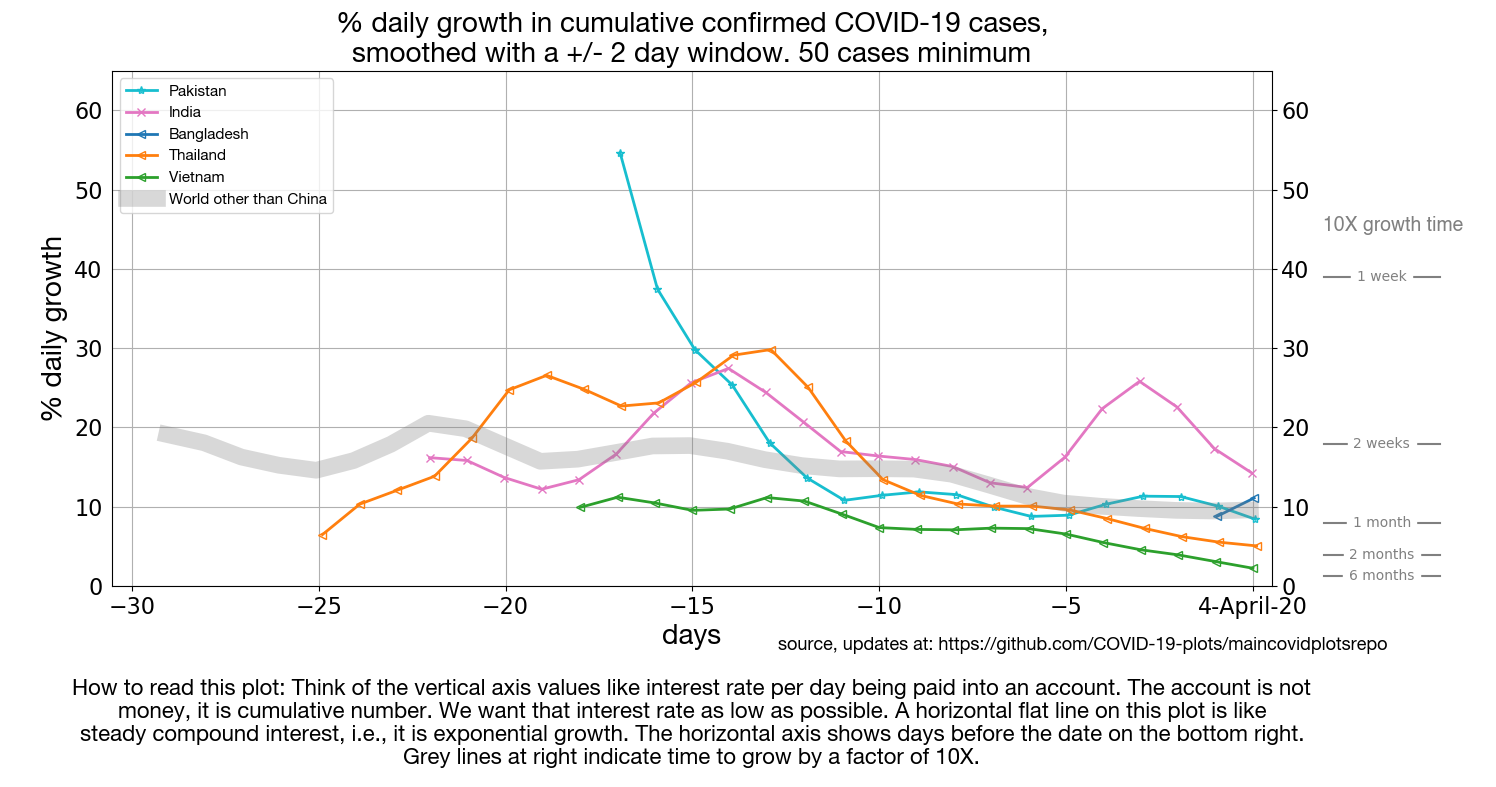 % daily growth in cumulative confirmed COVID-19 cases,
smoothed with a +/- 2 day window. 50 cases minimum
Pakistan
India
Bangladesh
Thailand
Vietnam
World other than China
% daily growth
60
50
40
30
20
10
0
60
50
40
30
20
10
0
10X growth time
1 week
2 weeks
1 month
2 months
6 months
−30
−25
−20
−15
−10
−5
4-April-20
days
source, updates at: https://github.com/COVID-19-plots/maincovidplotsrepo
How to read this plot: Think of the vertical axis values like interest rate per day being paid into an account. The account is not
money, it is cumulative number. We want that interest rate as low as possible. A horizontal flat line on this plot is like
steady compound interest, i.e., it is exponential growth. The horizontal axis shows days before the date on the bottom right.
Grey lines at right indicate time to grow by a factor of 10X.